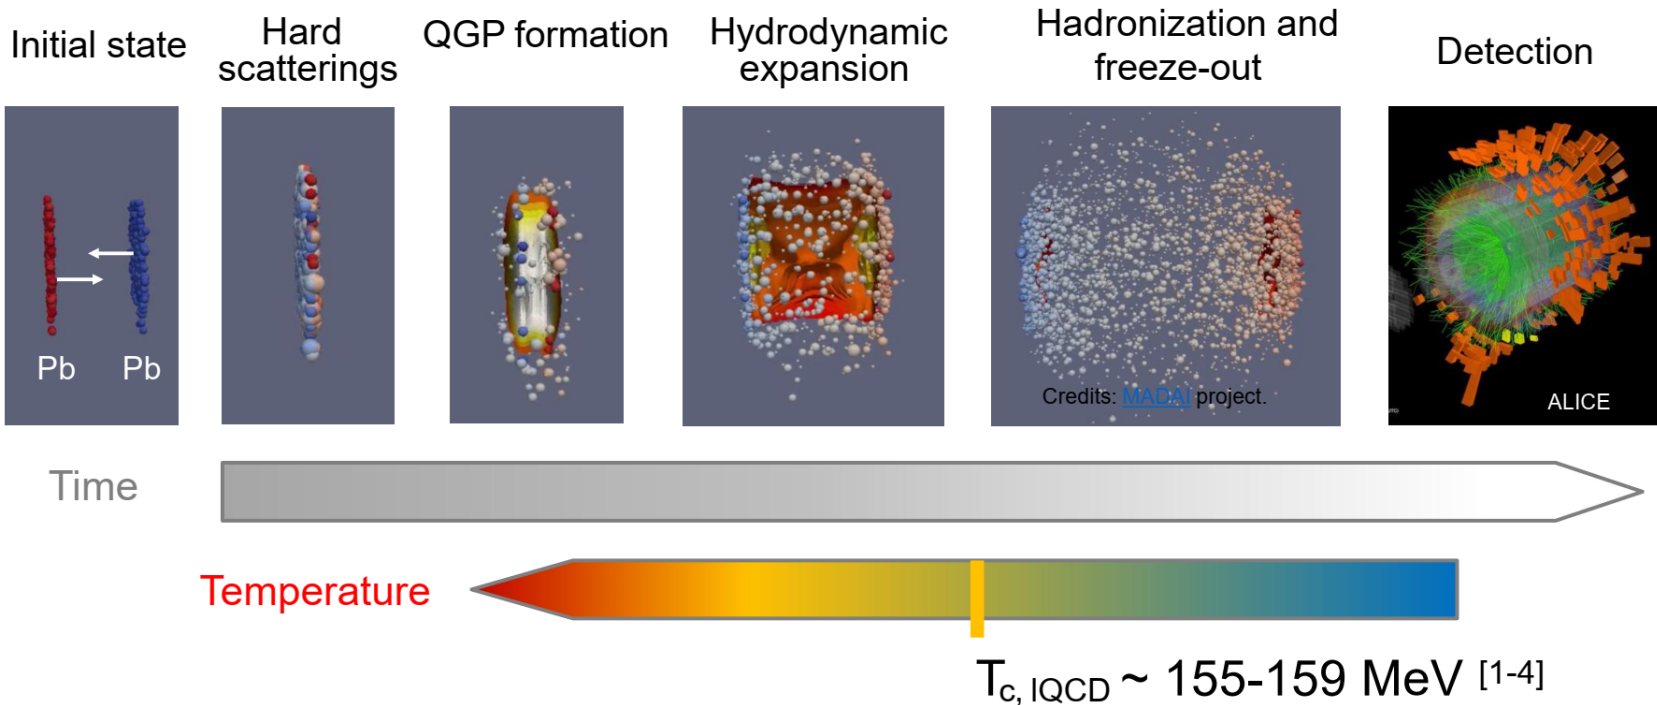 Initial state
Hard
scatterings
QGP formation
Hydrodynamic
expansion
Hadronization and
freeze-out
Detection
Pb Pb
Credits: MADAI project.
ALICE
Time
Temperature
Tc, lQCD ~ 155-159 MeV [1-4]